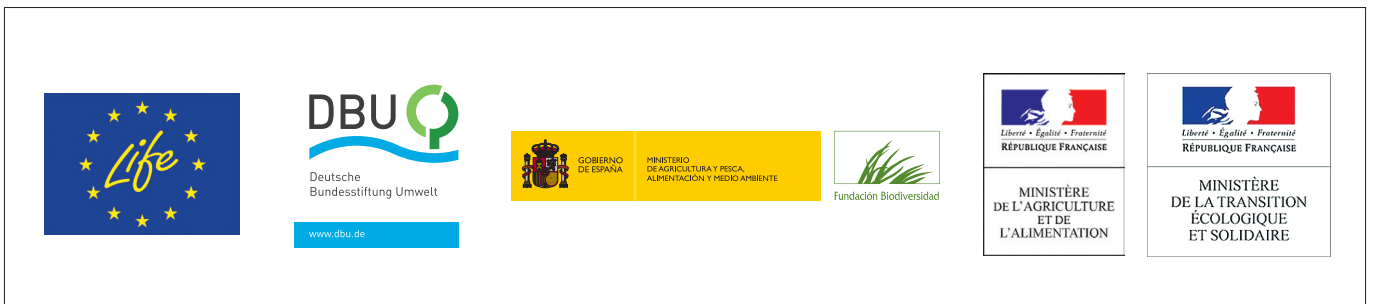 Life
DBU
Deutsche
Bundesstiftung Umwelt
www.dbu.de
GOBIERNO
DE ESPAÑA
MINISTERIO
DE AGRICULTURA Y PESCA,
ALIMENTACIÓN Y MEDIO AMBIENTE
Fundación Biodiversidad
Liberté • Égalité • Fraternité
RÉPUBLIQUE FRANÇAISE
MINISTÈRE
DE L'AGRICULTURE
ET DE
L'ALIMENTATION
Liberté • Égalité • Fraternité
RÉPUBLIQUE FRANÇAISE
MINISTÈRE
DE LA TRANSITION
ÉCOLOGIQUE
ET SOLIDAIRE